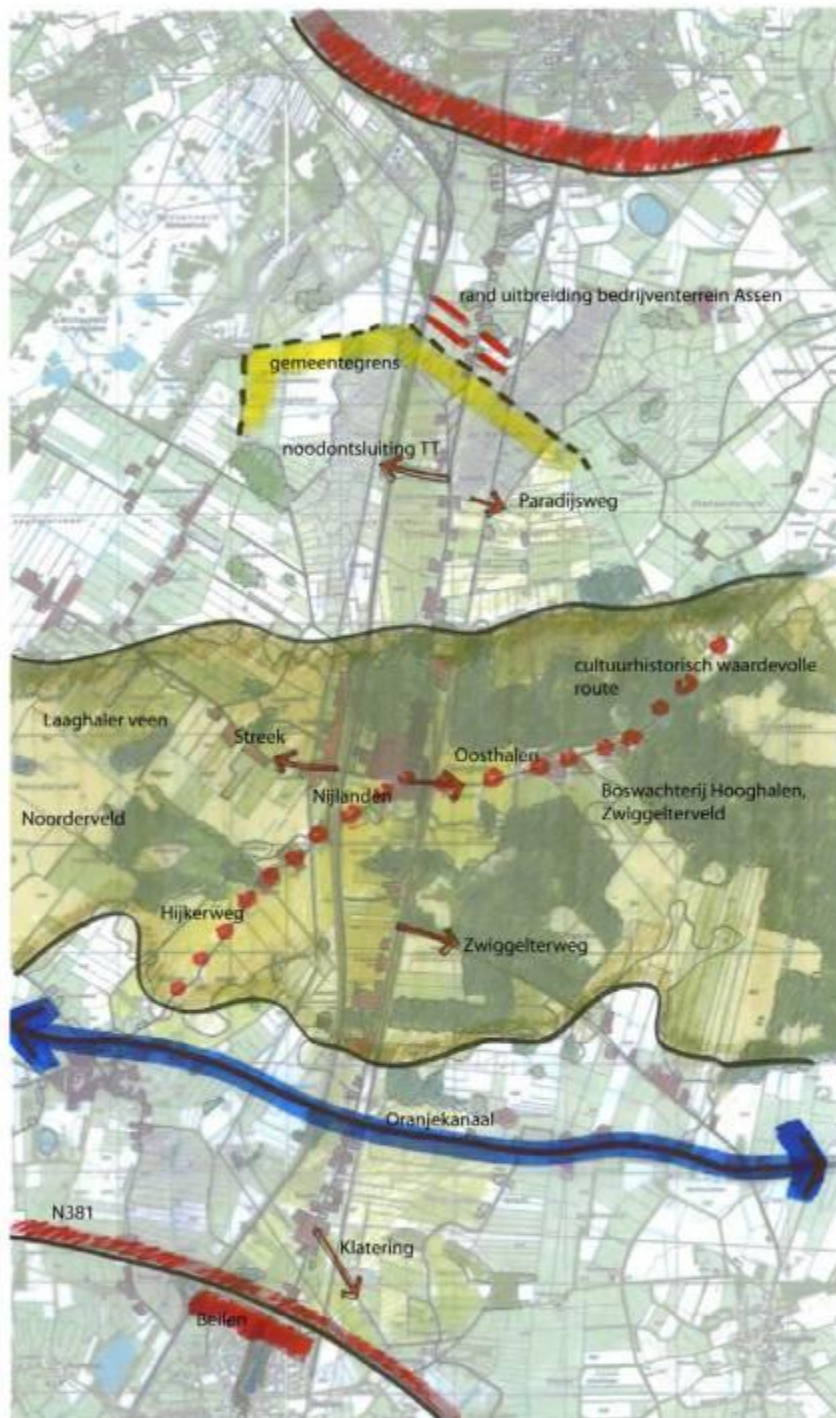 rand uitbreiding bedrijventerrein Assen
gemeentegrens
noodontsluiting TT
Paradijsweg
cultuurhistorisch waardevolle
route
Laaghaler veen
Streek
Oosthalen
Nijlanden
Boswachterij Hooghalen,
Zwiggelterveld
Noorderveld
Hijkerweg
Zwiggelterweg
Oranjekanaal
N381
Klatering
Beilen